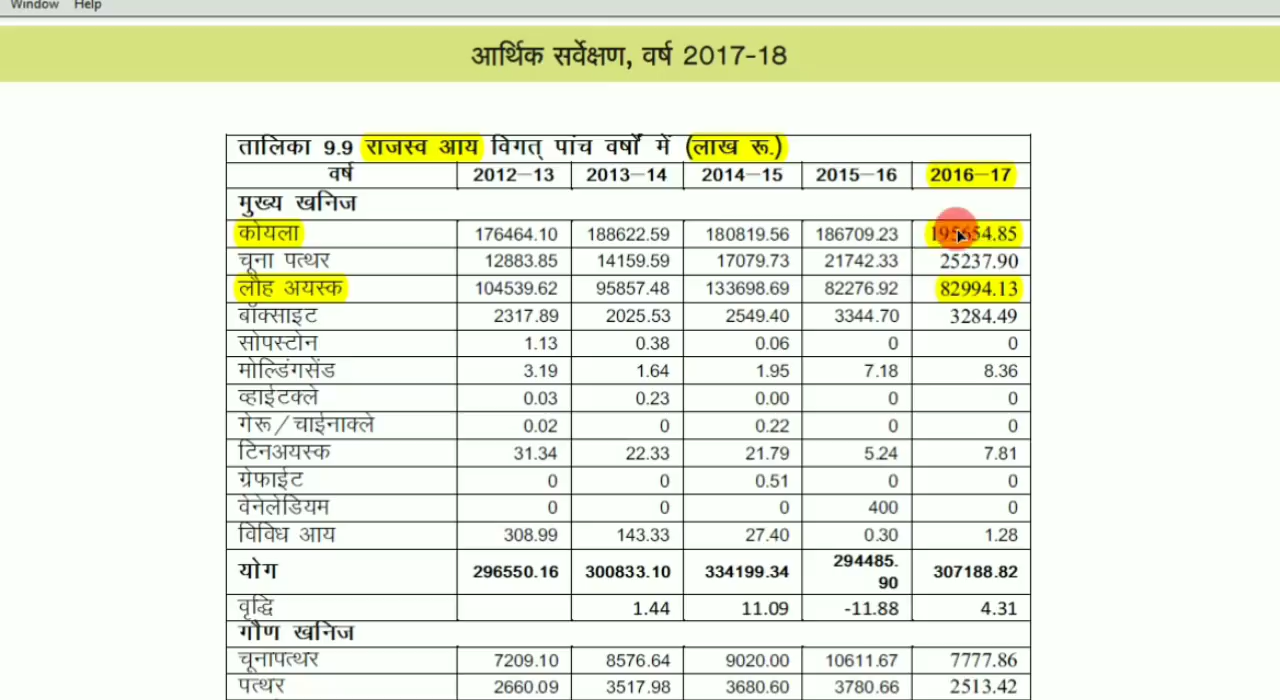 Window Help
आर्थिक सर्वेक्षण, वर्ष 2017-18
तालिका 9.9 राजस्व आय विगत् पांच वर्षों में (लाख रू.)
वर्ष 2012–13 2013–14 2014–15 2015–16 2016–17
मुख्य खनिज
कोयला 176464.10 188622.59 180819.56 186709.23 195654.85
चूना पत्थर 12883.85 14159.59 17079.73 21742.33 25237.90
लौह अयस्क 104539.62 95857.48 133698.69 82276.92 82994.13
बॉक्साइट 2317.89 2025.53 2549.40 3344.70 3284.49
सोपस्टोन 1.13 0.38 0.06 0 0
मोल्डिंगसेंड 3.19 1.64 1.95 7.18 8.36
व्हाईटक्ले 0.03 0.23 0.00 0 0
गेरू/चाईनाक्ले 0.02 0 0.22 0 0
टिनअयस्क 31.34 22.33 21.79 5.24 7.81
ग्रेफाईट 0 0 0.51 0 0
वेनेलेडियम 0 0 0 400 0
विविध आय 308.99 143.33 27.40 0.30 1.28
योग 296550.16 300833.10 334199.34 294485.90 307188.82
वृद्धि 1.44 11.09 -11.88 4.31
गौण खनिज
चूनापत्थर 7209.10 8576.64 9020.00 10611.67 7777.86
पत्थर 2660.09 3517.98 3680.60 3780.66 2513.42